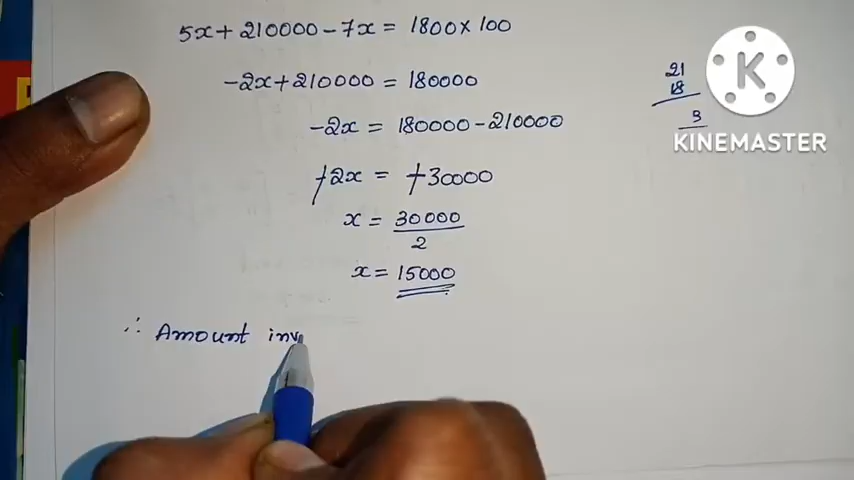 5x + 210000 - 7x = 1800 x 100
-2x + 210000 = 180000
-2x = 180000 - 210000
-2x = -30000
x = 30000
2
x = 15000
∴ Amount inv
21
18
3
K
KINEMASTER